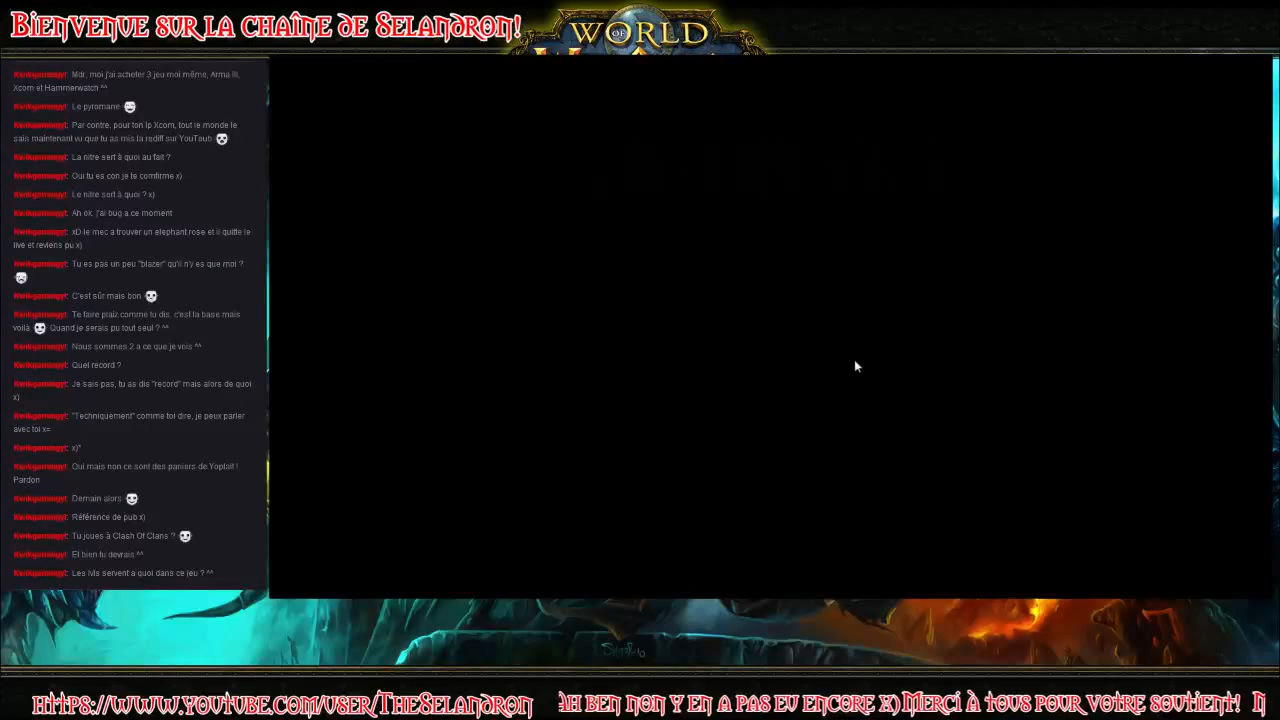 Bienvenue sur la chaîne de Selandron!
WORLD
OF
Mdr, moi j'ai acheter 3 jeu moi même, Arma III,
Xcom et Hammerwatch ^^
Le pyromane
Par contre, pour ton lp Xcom, tout le monde le
sais maintenant vu que tu as mis la rediff sur YouTeub
La nitre sert à quoi au fait ?
Oui tu es con je te comfirme x)
Le nitre sert à quoi ? x)
Ah ok, j'ai bug a ce moment
xD le mec a trouver un elephant rose et il quitte le
live et reviens pu x)
Tu es pas un peu "blazer" qu'il n'y es que moi ?
C'est sûr mais bon
Te faire plaiz comme tu dis, c'est la base mais
voilà Quand je serais pu tout seul ? ^^
Nous sommes 2 a ce que je vois ^^
Quel record ?
Je sais pas, tu as dis "record" mais alors de quoi
x)
"Techniquement" comme toi dire, je peux parler
avec toi x=
x)*
Oui mais non ce sont des paniers de Yoplait !
Pardon
Demain alors
Référence de pub x)
Tu joues à Clash Of Clans ?
Et bien tu devrais ^^
Les lvls servent a quoi dans ce jeu ? ^^
https://www.youtube.com/user/TheSelandron
Ah ben non y en a pas eu encore x) Merci à tous pour votre soutient!